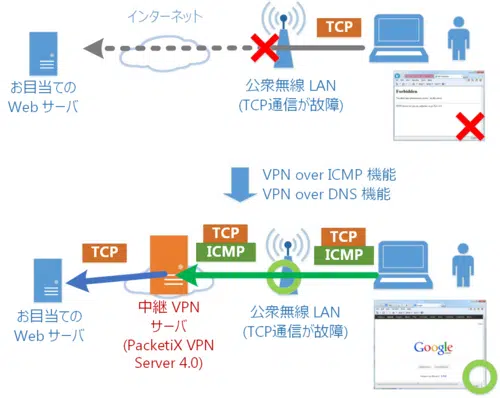 インターネット
TCP
お目当ての
Web サーバ
公衆無線 LAN
(TCP通信が故障)
Forbidden
VPN over ICMP 機能
VPN over DNS 機能
TCP
TCP
ICMP
TCP
ICMP
お目当ての
Web サーバ
中継 VPN
サーバ
(PacketiX VPN
Server 4.0)
公衆無線 LAN
(TCP通信が故障)
Google